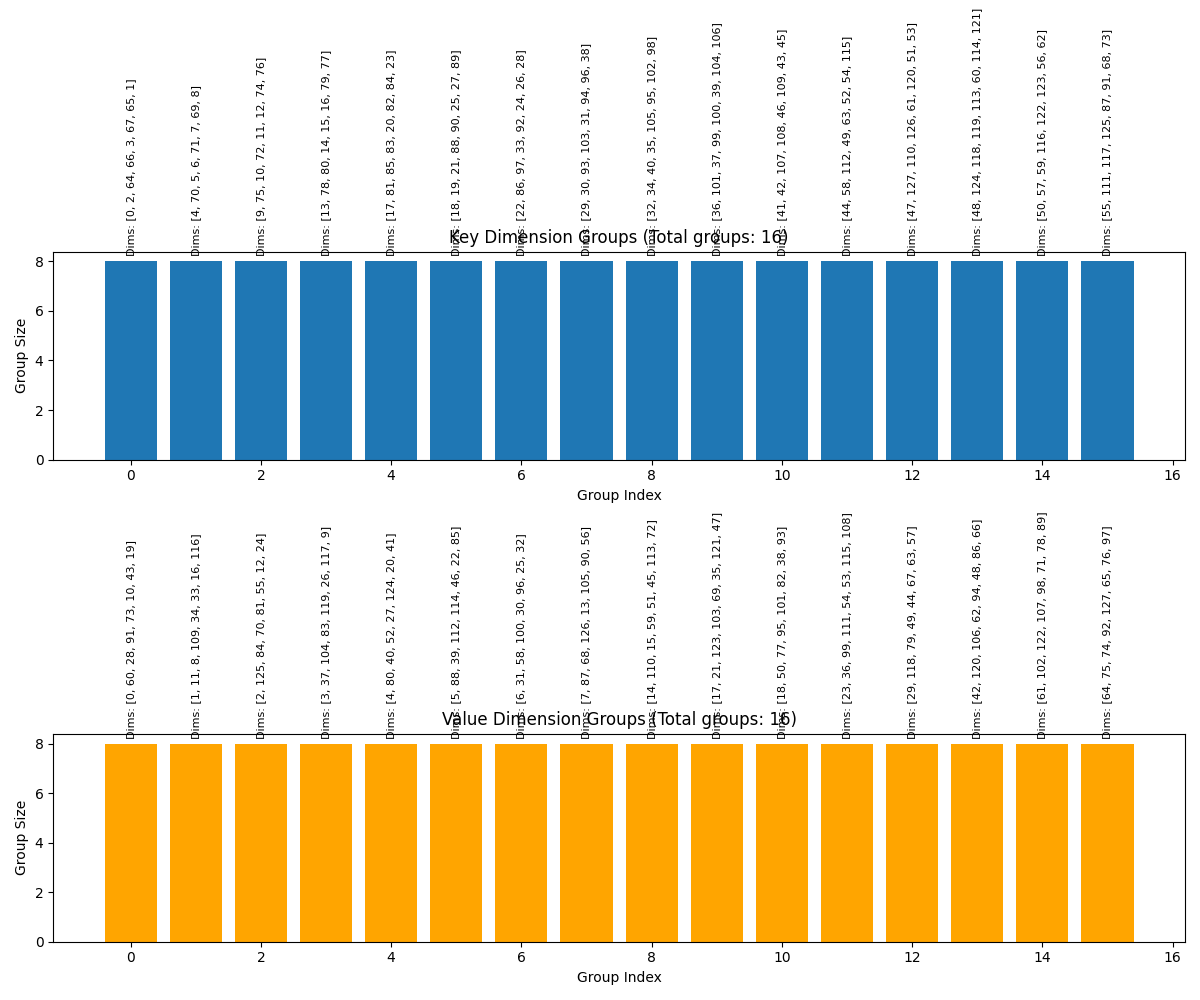 Dims: [0, 2, 64, 66, 3, 67, 65, 1]
Dims: [4, 70, 5, 6, 71, 7, 69, 8]
Dims: [9, 75, 10, 72, 11, 12, 74, 76]
Dims: [13, 78, 80, 14, 15, 16, 79, 77]
Dims: [17, 81, 85, 83, 20, 82, 84, 23]
Dims: [18, 19, 21, 88, 90, 25, 27, 89]
Dims: [22, 86, 97, 33, 92, 24, 26, 28]
Dims: [29, 30, 93, 103, 31, 94, 96, 38]
Dims: [32, 34, 40, 35, 105, 95, 102, 98]
Dims: [36, 101, 37, 99, 100, 39, 104, 106]
Dims: [41, 42, 107, 108, 46, 109, 43, 45]
Dims: [44, 58, 112, 49, 63, 52, 54, 115]
Dims: [47, 127, 110, 126, 61, 120, 51, 53]
Dims: [48, 124, 118, 119, 113, 60, 114, 121]
Dims: [50, 57, 59, 116, 122, 123, 56, 62]
Dims: [55, 111, 117, 125, 87, 91, 68, 73]
Key Dimension Groups (Total groups: 16)
8
6
4
2
0
Group Size
0 2 4 6 8 10 12 14 16
Group Index
Dims: [0, 60, 28, 91, 73, 10, 43, 19]
Dims: [1, 11, 8, 109, 34, 33, 16, 116]
Dims: [2, 125, 84, 70, 81, 55, 12, 24]
Dims: [3, 37, 104, 83, 119, 26, 117, 9]
Dims: [4, 80, 40, 52, 27, 124, 20, 41]
Dims: [5, 88, 39, 112, 114, 46, 22, 85]
Dims: [6, 31, 58, 100, 30, 96, 25, 32]
Dims: [7, 87, 68, 126, 13, 105, 90, 56]
Dims: [14, 110, 15, 59, 51, 45, 113, 72]
Dims: [17, 21, 123, 103, 69, 35, 121, 47]
Dims: [18, 50, 77, 95, 101, 82, 38, 93]
Dims: [23, 36, 99, 111, 54, 53, 115, 108]
Dims: [29, 118, 79, 49, 44, 67, 63, 57]
Dims: [42, 120, 106, 62, 94, 48, 86, 66]
Dims: [61, 102, 122, 107, 98, 71, 78, 89]
Dims: [64, 75, 74, 92, 127, 65, 76, 97]
Value Dimension Groups (Total groups: 16)
8
6
4
2
0
Group Size
0 2 4 6 8 10 12 14 16
Group Index